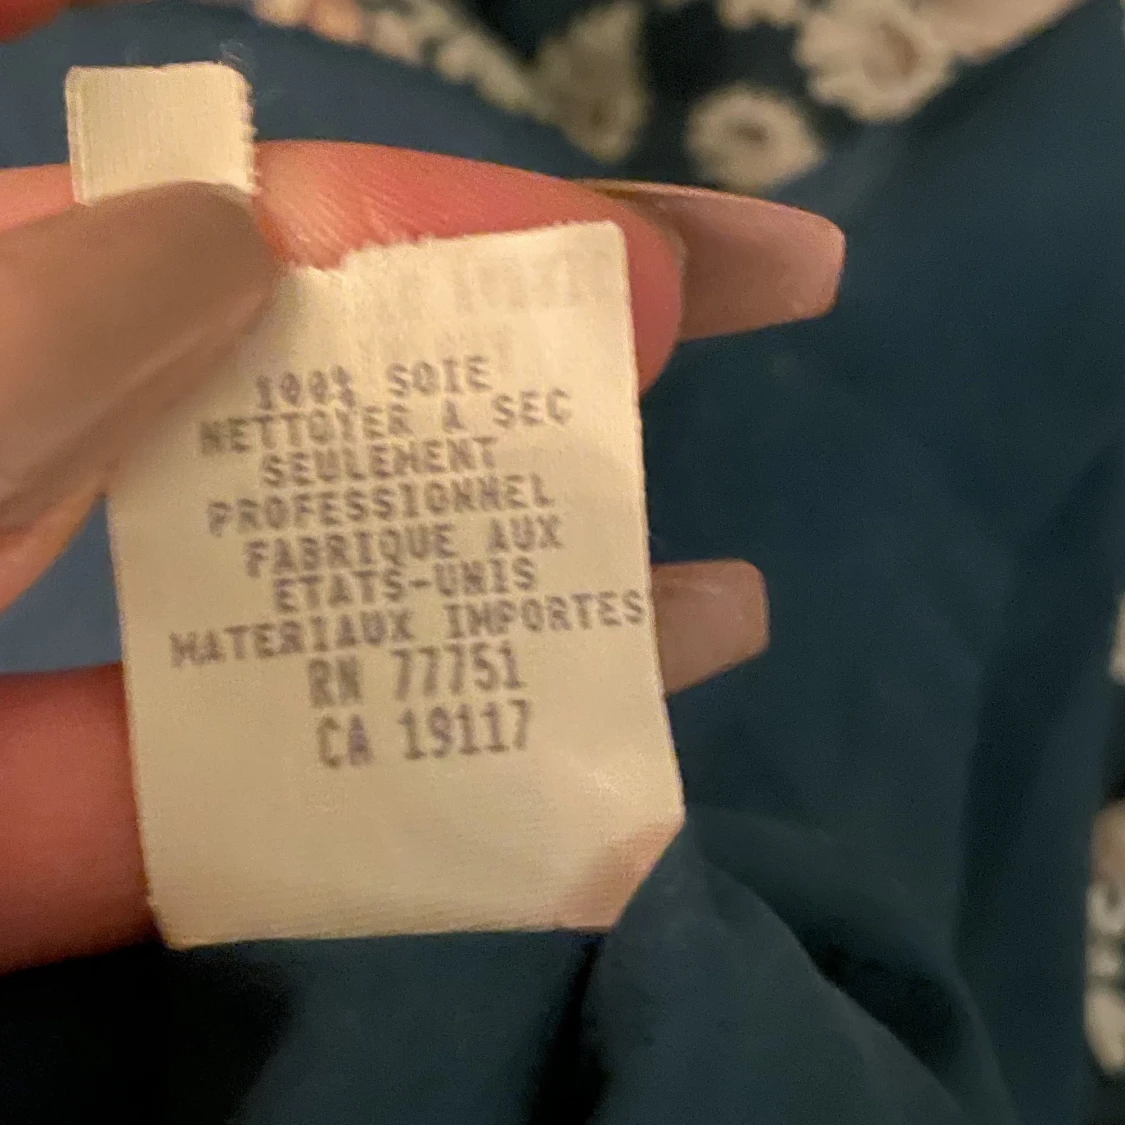 100% SOIE
NETTOYER A SEC
SEULEMENT
PROFESSIONNEL
FABRIQUE AUX
ETATS-UNIS
MATERIAUX IMPORTES
RN 77751
CA 19117